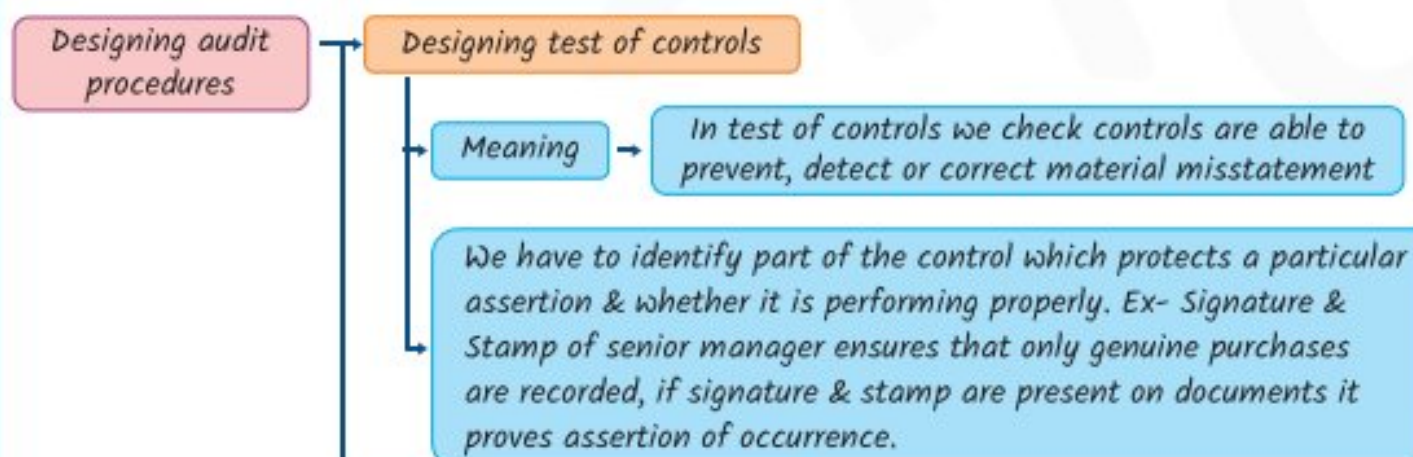 Designing audit
procedures
Designing test of controls
Meaning
In test of controls we check controls are able to
prevent, detect or correct material misstatement
We have to identify part of the control which protects a particular
assertion & whether it is performing properly. Ex- Signature &
Stamp of senior manager ensures that only genuine purchases
are recorded, if signature & stamp are present on documents it
proves assertion of occurrence.